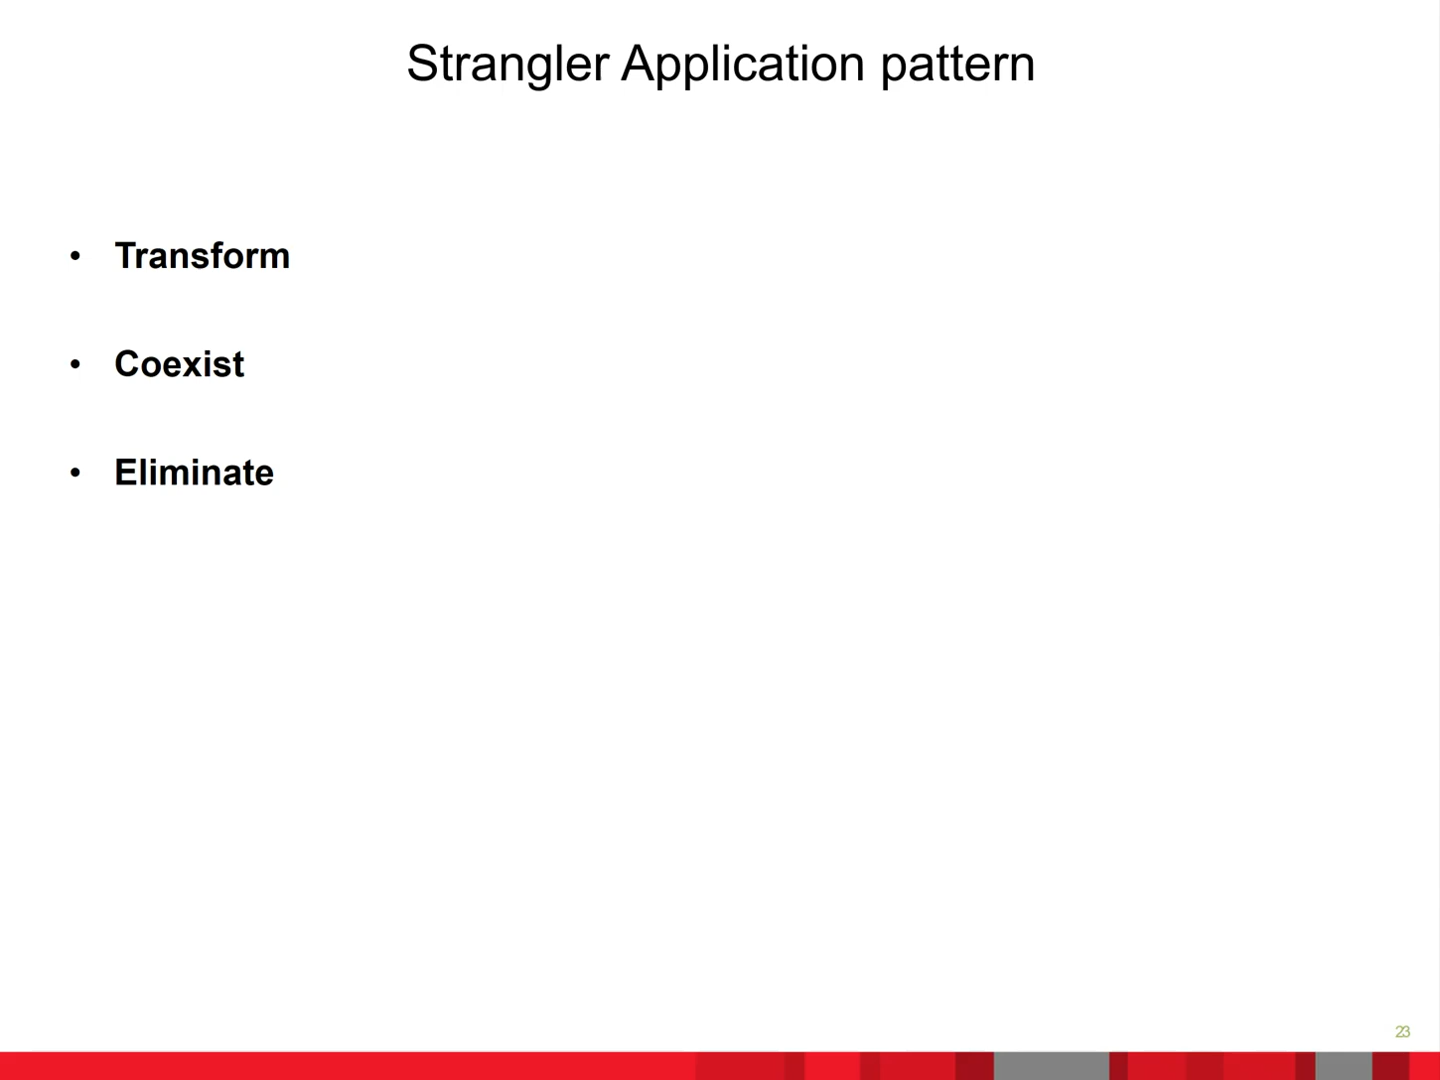 Strangler Application pattern
• Transform
• Coexist
• Eliminate
23